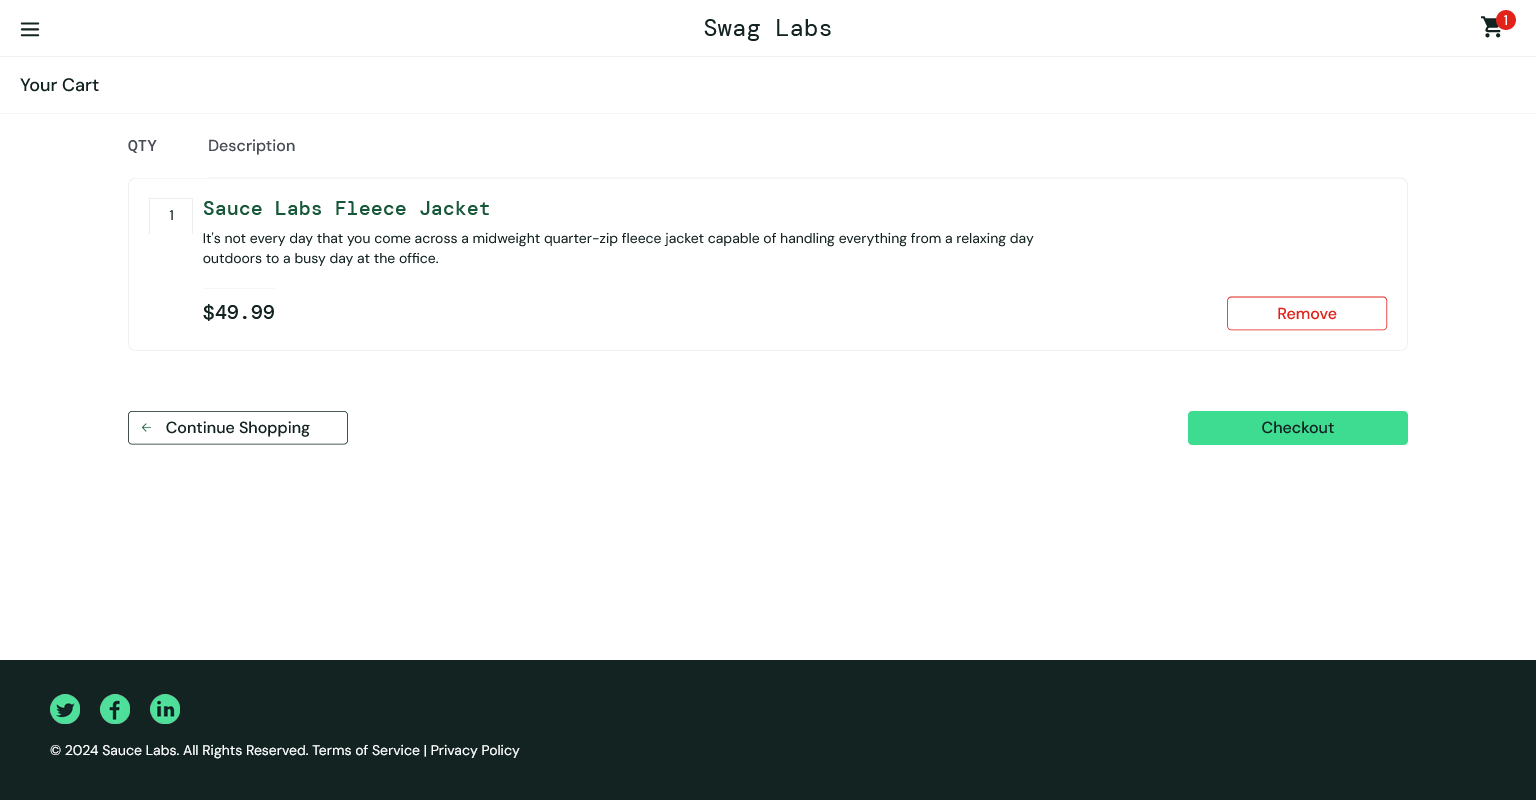 Swag Labs
1
Your Cart
QTY Description
1
Sauce Labs Fleece Jacket
It's not every day that you come across a midweight quarter-zip fleece jacket capable of handling everything from a relaxing day
outdoors to a busy day at the office.
$49.99
Remove
Continue Shopping
Checkout
© 2024 Sauce Labs. All Rights Reserved. Terms of Service | Privacy Policy